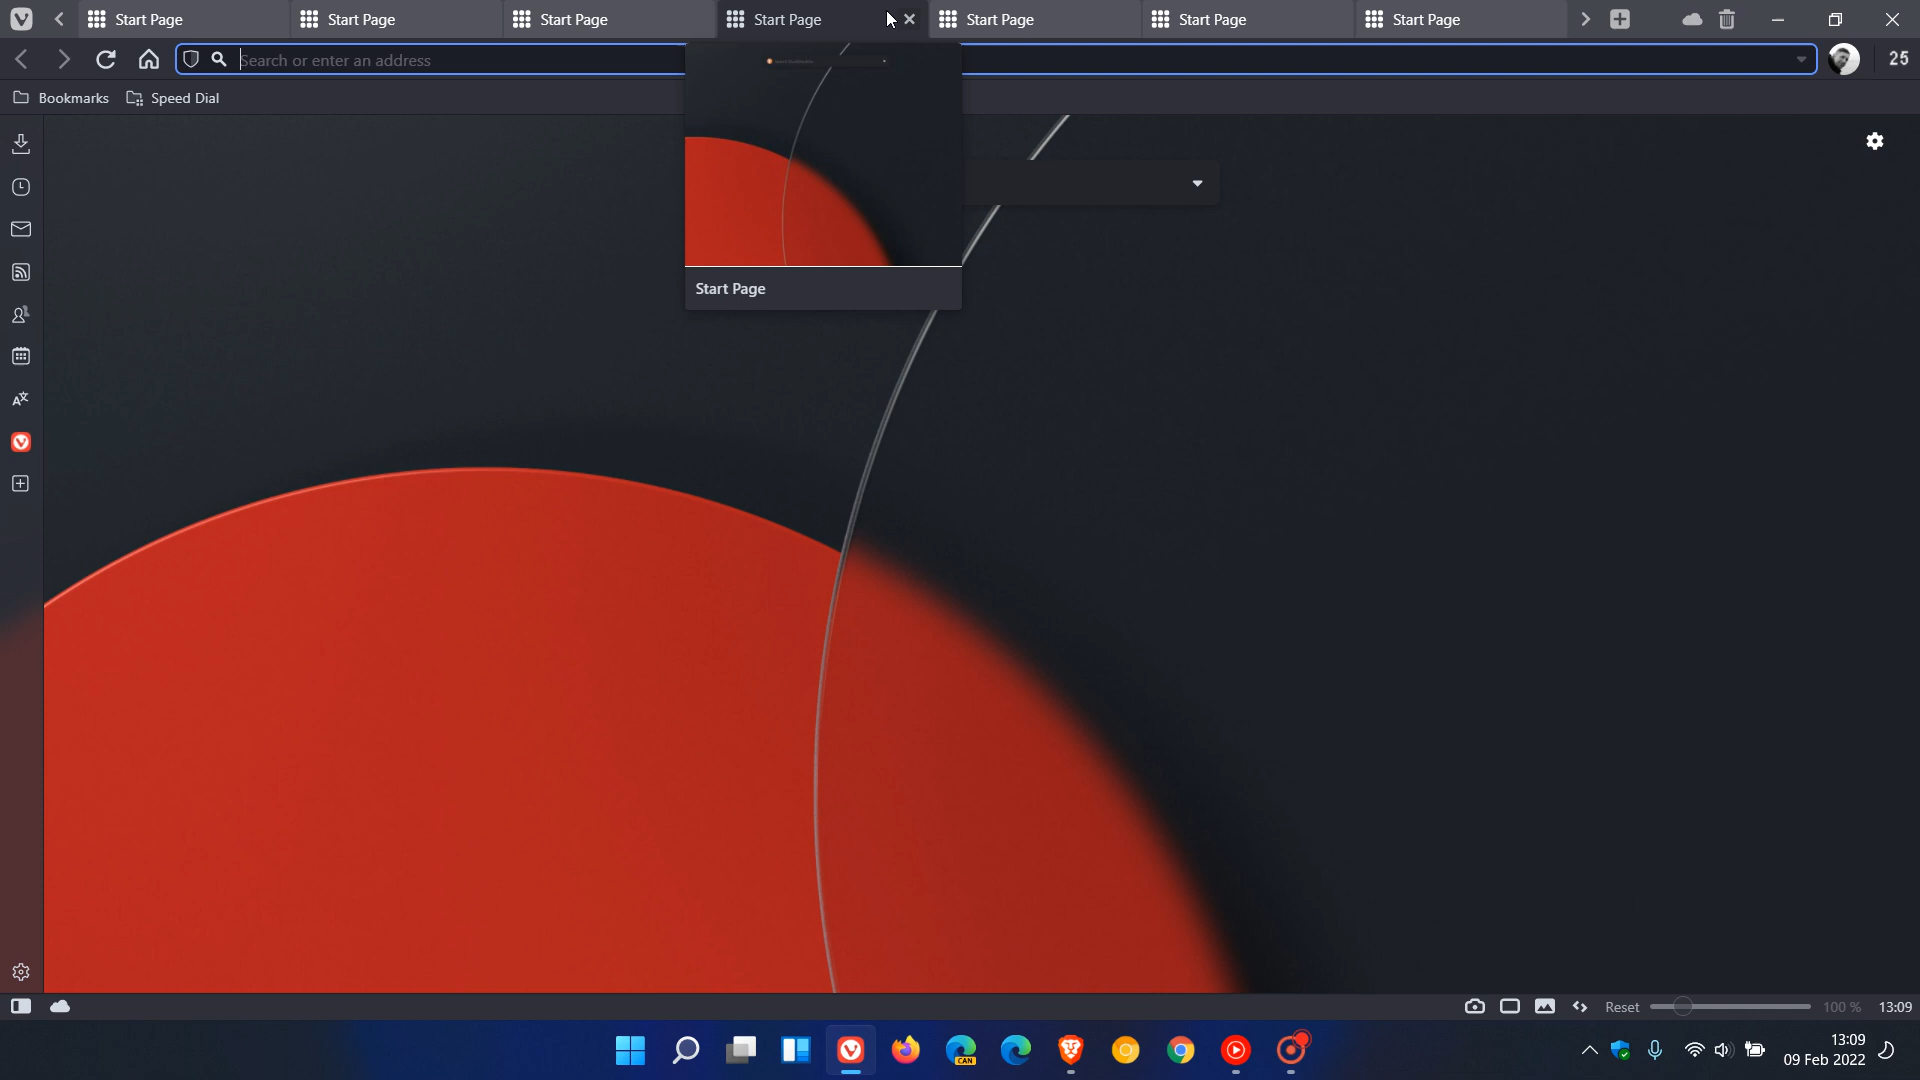 Start Page
Start Page
Start Page
Start Page
Start Page
Start Page
Start Page
Search or enter an address
25
Bookmarks
Speed Dial
Start Page
Reset
100 %
13:09
CAN
13:09
09 Feb 2022